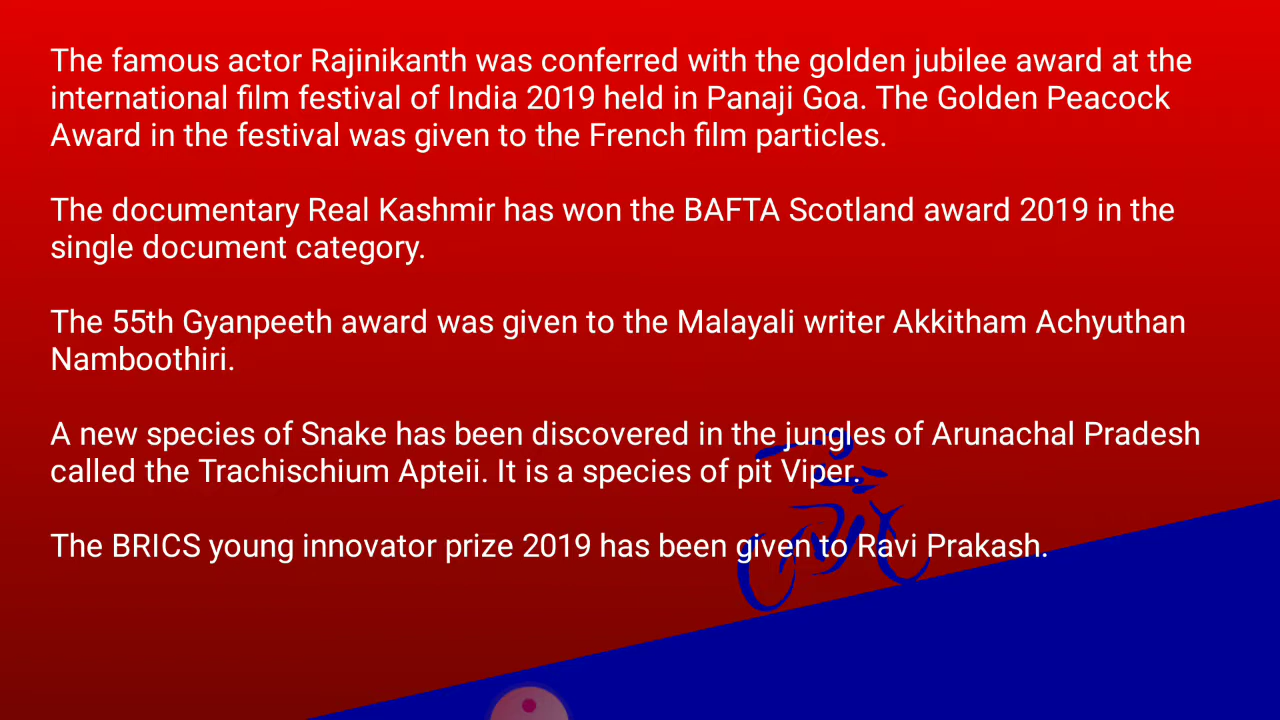 The famous actor Rajinikanth was conferred with the golden jubilee award at the
international film festival of India 2019 held in Panaji Goa. The Golden Peacock
Award in the festival was given to the French film particles.
The documentary Real Kashmir has won the BAFTA Scotland award 2019 in the
single document category.
The 55th Gyanpeeth award was given to the Malayali writer Akkitham Achyuthan
Namboothiri.
A new species of Snake has been discovered in the jungles of Arunachal Pradesh
called the Trachischium Apteii. It is a species of pit Viper.
The BRICS young innovator prize 2019 has been given to Ravi Prakash.